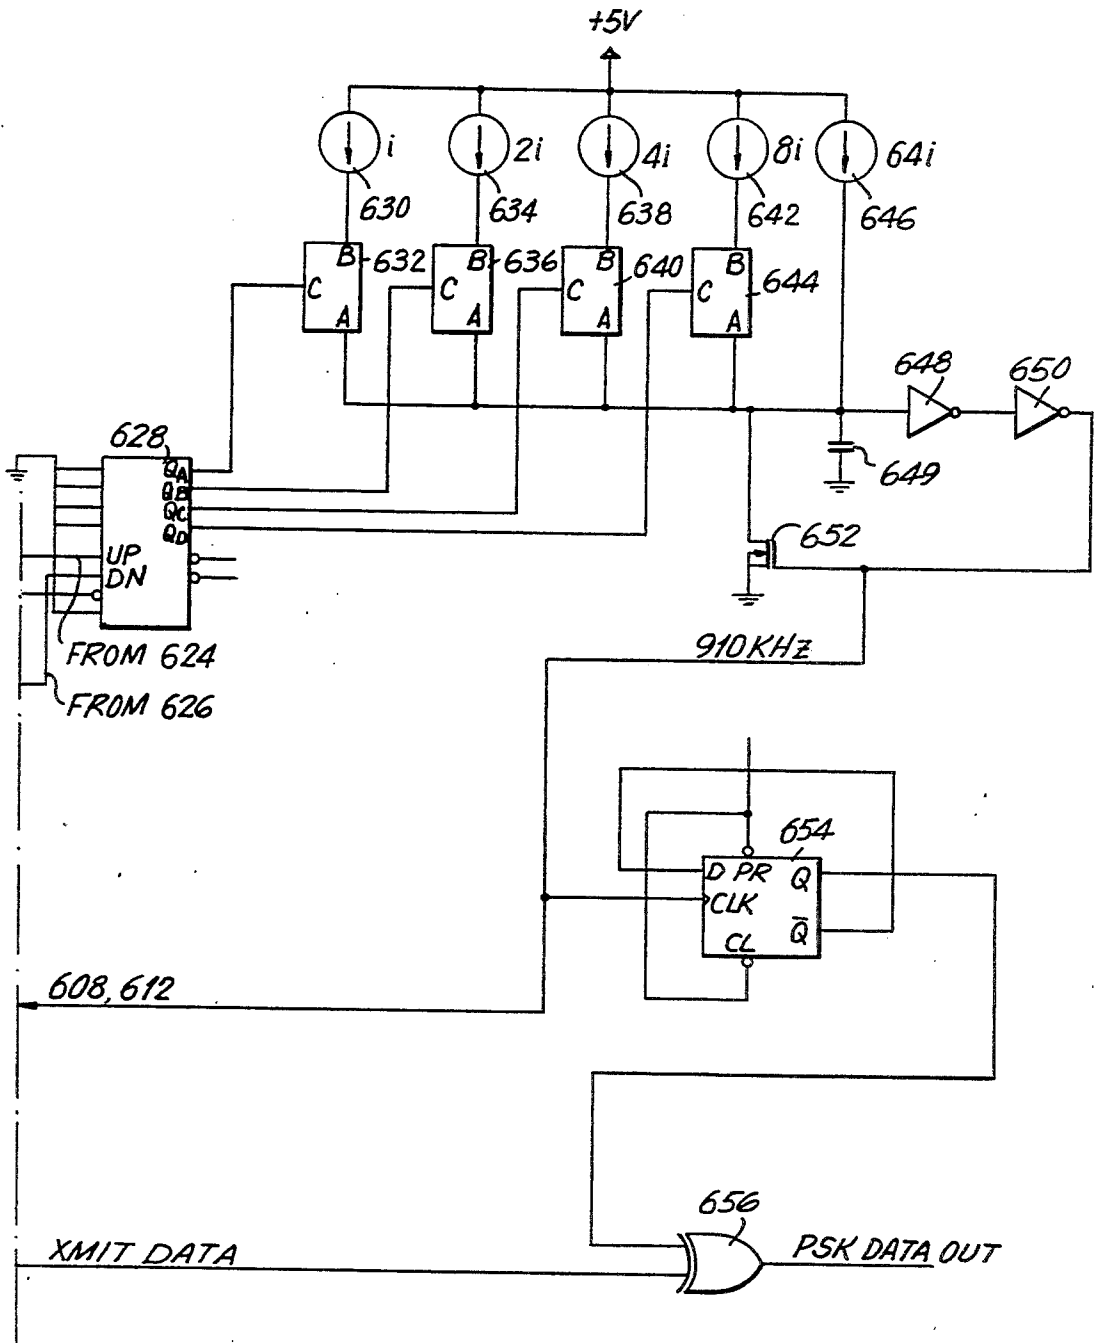 +5V
i
2i
4i
8i
64i
630
634
638
642
646
B
632
B
636
B
640
B
644
C
C
C
C
A
A
A
A
648
650
628
QA
QB
QC
QD
649
652
UP
DN
FROM 624
FROM 626
910KHz
654
D PR Q
CLK
Q̅
CL
608, 612
656
XMIT DATA
PSK DATA OUT